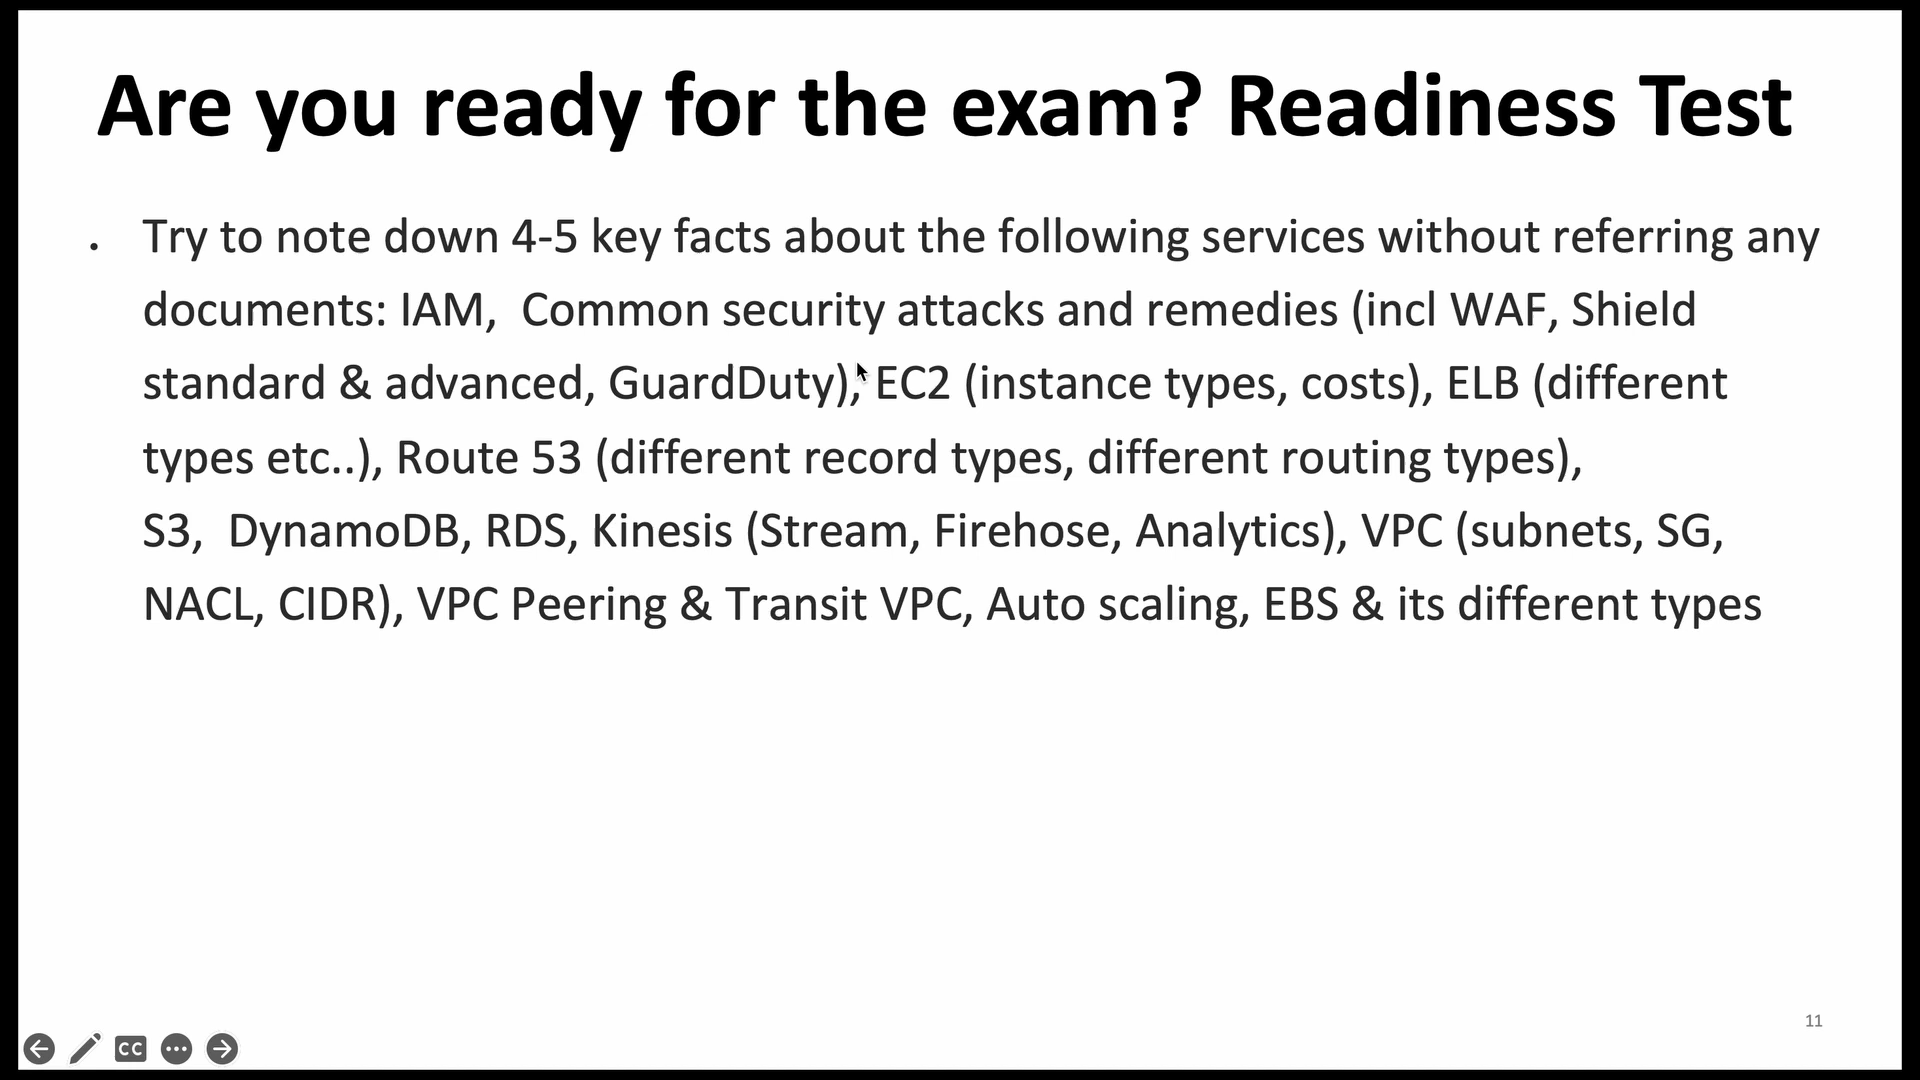 Are you ready for the exam? Readiness Test
• Try to note down 4-5 key facts about the following services without referring any
documents: IAM,  Common security attacks and remedies (incl WAF, Shield
standard & advanced, GuardDuty), EC2 (instance types, costs), ELB (different
types etc..), Route 53 (different record types, different routing types),
S3,  DynamoDB, RDS, Kinesis (Stream, Firehose, Analytics), VPC (subnets, SG,
NACL, CIDR), VPC Peering & Transit VPC, Auto scaling, EBS & its different types
11
CC